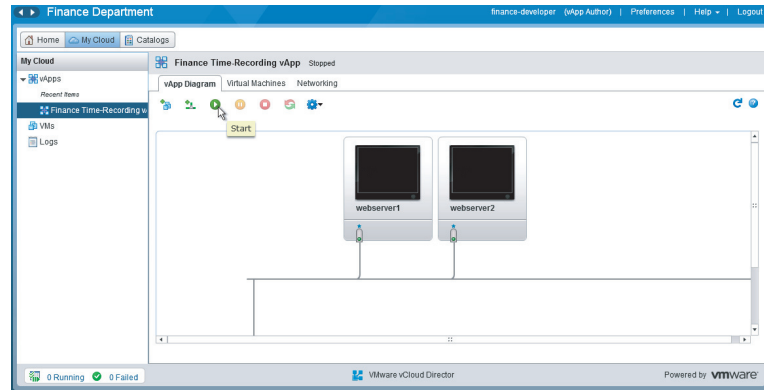 Finance Department
finance-developer (vApp Author) | Preferences | Help | Logout
Home My Cloud Catalogs
My Cloud
Finance Time-Recording vApp Stopped
vApps
vApp Diagram Virtual Machines Networking
Recent Items
Finance Time-Recording
VMs
Start
Logs
webserver1 webserver2
0 Running 0 Failed
VMware vCloud Director
Powered by vmware